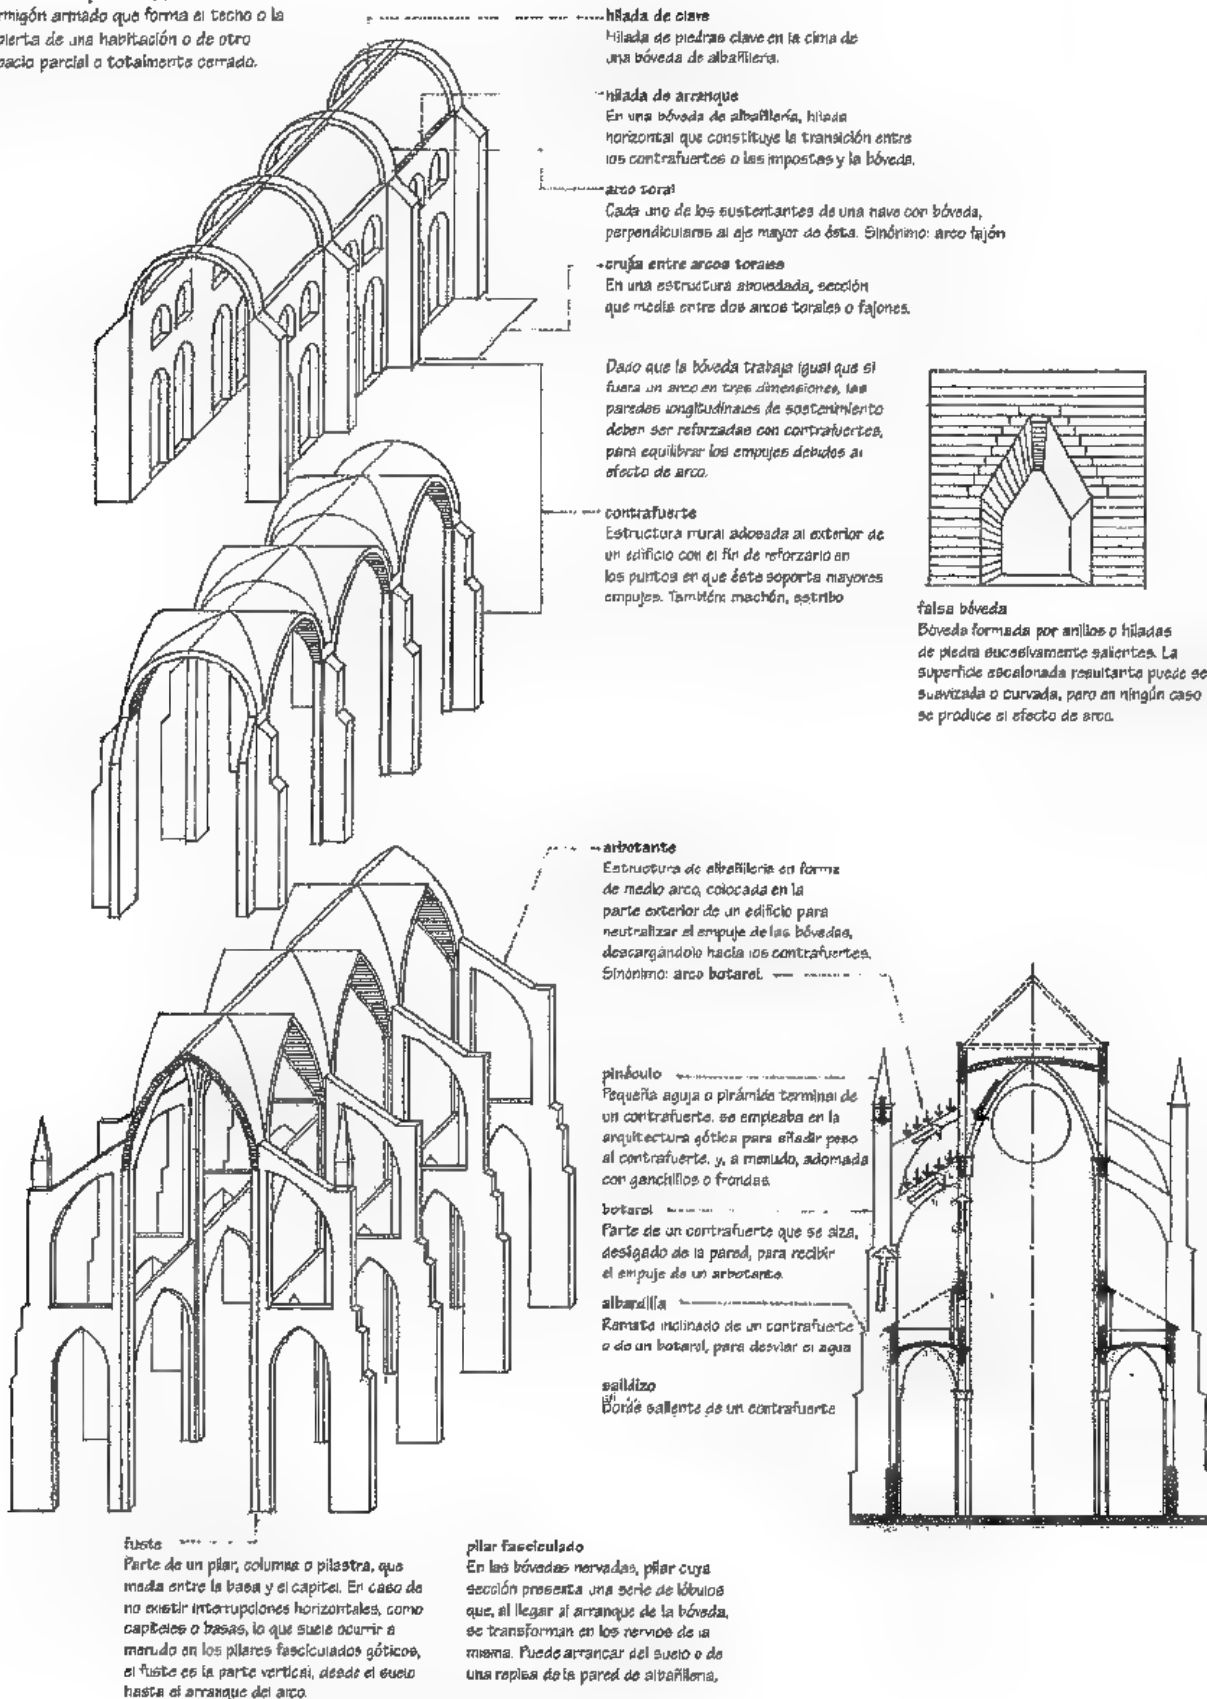 rmigón armado que forma el techo o la
bierta de una habitación o de otro
pacio parcial o totalmente cerrado.
hilada de clave
Hilada de piedras clave en la cima de
una bóveda de albañilería.
hilada de arranque
En una bóveda de albañilería, hilada
horizontal que constituye la transición entre
los contrafuertes o las impostas y la bóveda.
arco toral
Cada uno de los sustentantes de una nave con bóveda,
perpendiculares al eje mayor de ésta. Sinónimo: arco fajón
crujía entre arcos torales
En una estructura abovedada, sección
que media entre dos arcos torales o fajones.
Dado que la bóveda trabaja igual que si
fuera un arco en tres dimensiones, las
paredes longitudinales de sostenimiento
deben ser reforzadas con contrafuertes,
para equilibrar los empujes debidos al
efecto de arco.
contrafuerte
Estructura mural adosada al exterior de
un edificio con el fin de reforzarlo en
los puntos en que éste soporta mayores
empujes. También: machón, estribo
falsa bóveda
Bóveda formada por anillos o hiladas
de piedra sucesivamente salientes. La
superficie escalonada resultante puede se
suavizada o curvada, pero en ningún caso
se produce el efecto de arco.
arbotante
Estructura de albañilería en forma
de medio arco, colocada en la
parte exterior de un edificio para
neutralizar el empuje de las bóvedas,
descargándolo hacia los contrafuertes.
Sinónimo: arco botarel.
pináculo
Pequeña aguja o pirámide terminal de
un contrafuerte. se empleaba en la
arquitectura gótica para añadir peso
al contrafuerte. y, a menudo, adornada
con ganchillos o frondas
botarel
Parte de un contrafuerte que se alza,
desligado de la pared, para recibir
el empuje de un arbotante.
albardilla
Remate inclinado de un contrafuerte
o de un botarel, para desviar el agua
salidizo
Borde saliente de un contrafuerte
fuste
Parte de un pilar, columna o pilastra, que
media entre la basa y el capitel. En caso de
no existir interrupciones horizontales, como
capiteles o basas, lo que suele ocurrir a
menudo en los pilares fasciculados góticos,
el fuste es la parte vertical, desde el suelo
hasta el arranque del arco.
pilar fasciculado
En las bóvedas nervadas, pilar cuya
sección presenta una serie de lóbulos
que, al llegar al arranque de la bóveda,
se transforman en los nervios de la
misma. Puede arrancar del suelo o de
una repisa de la pared de albañilería,